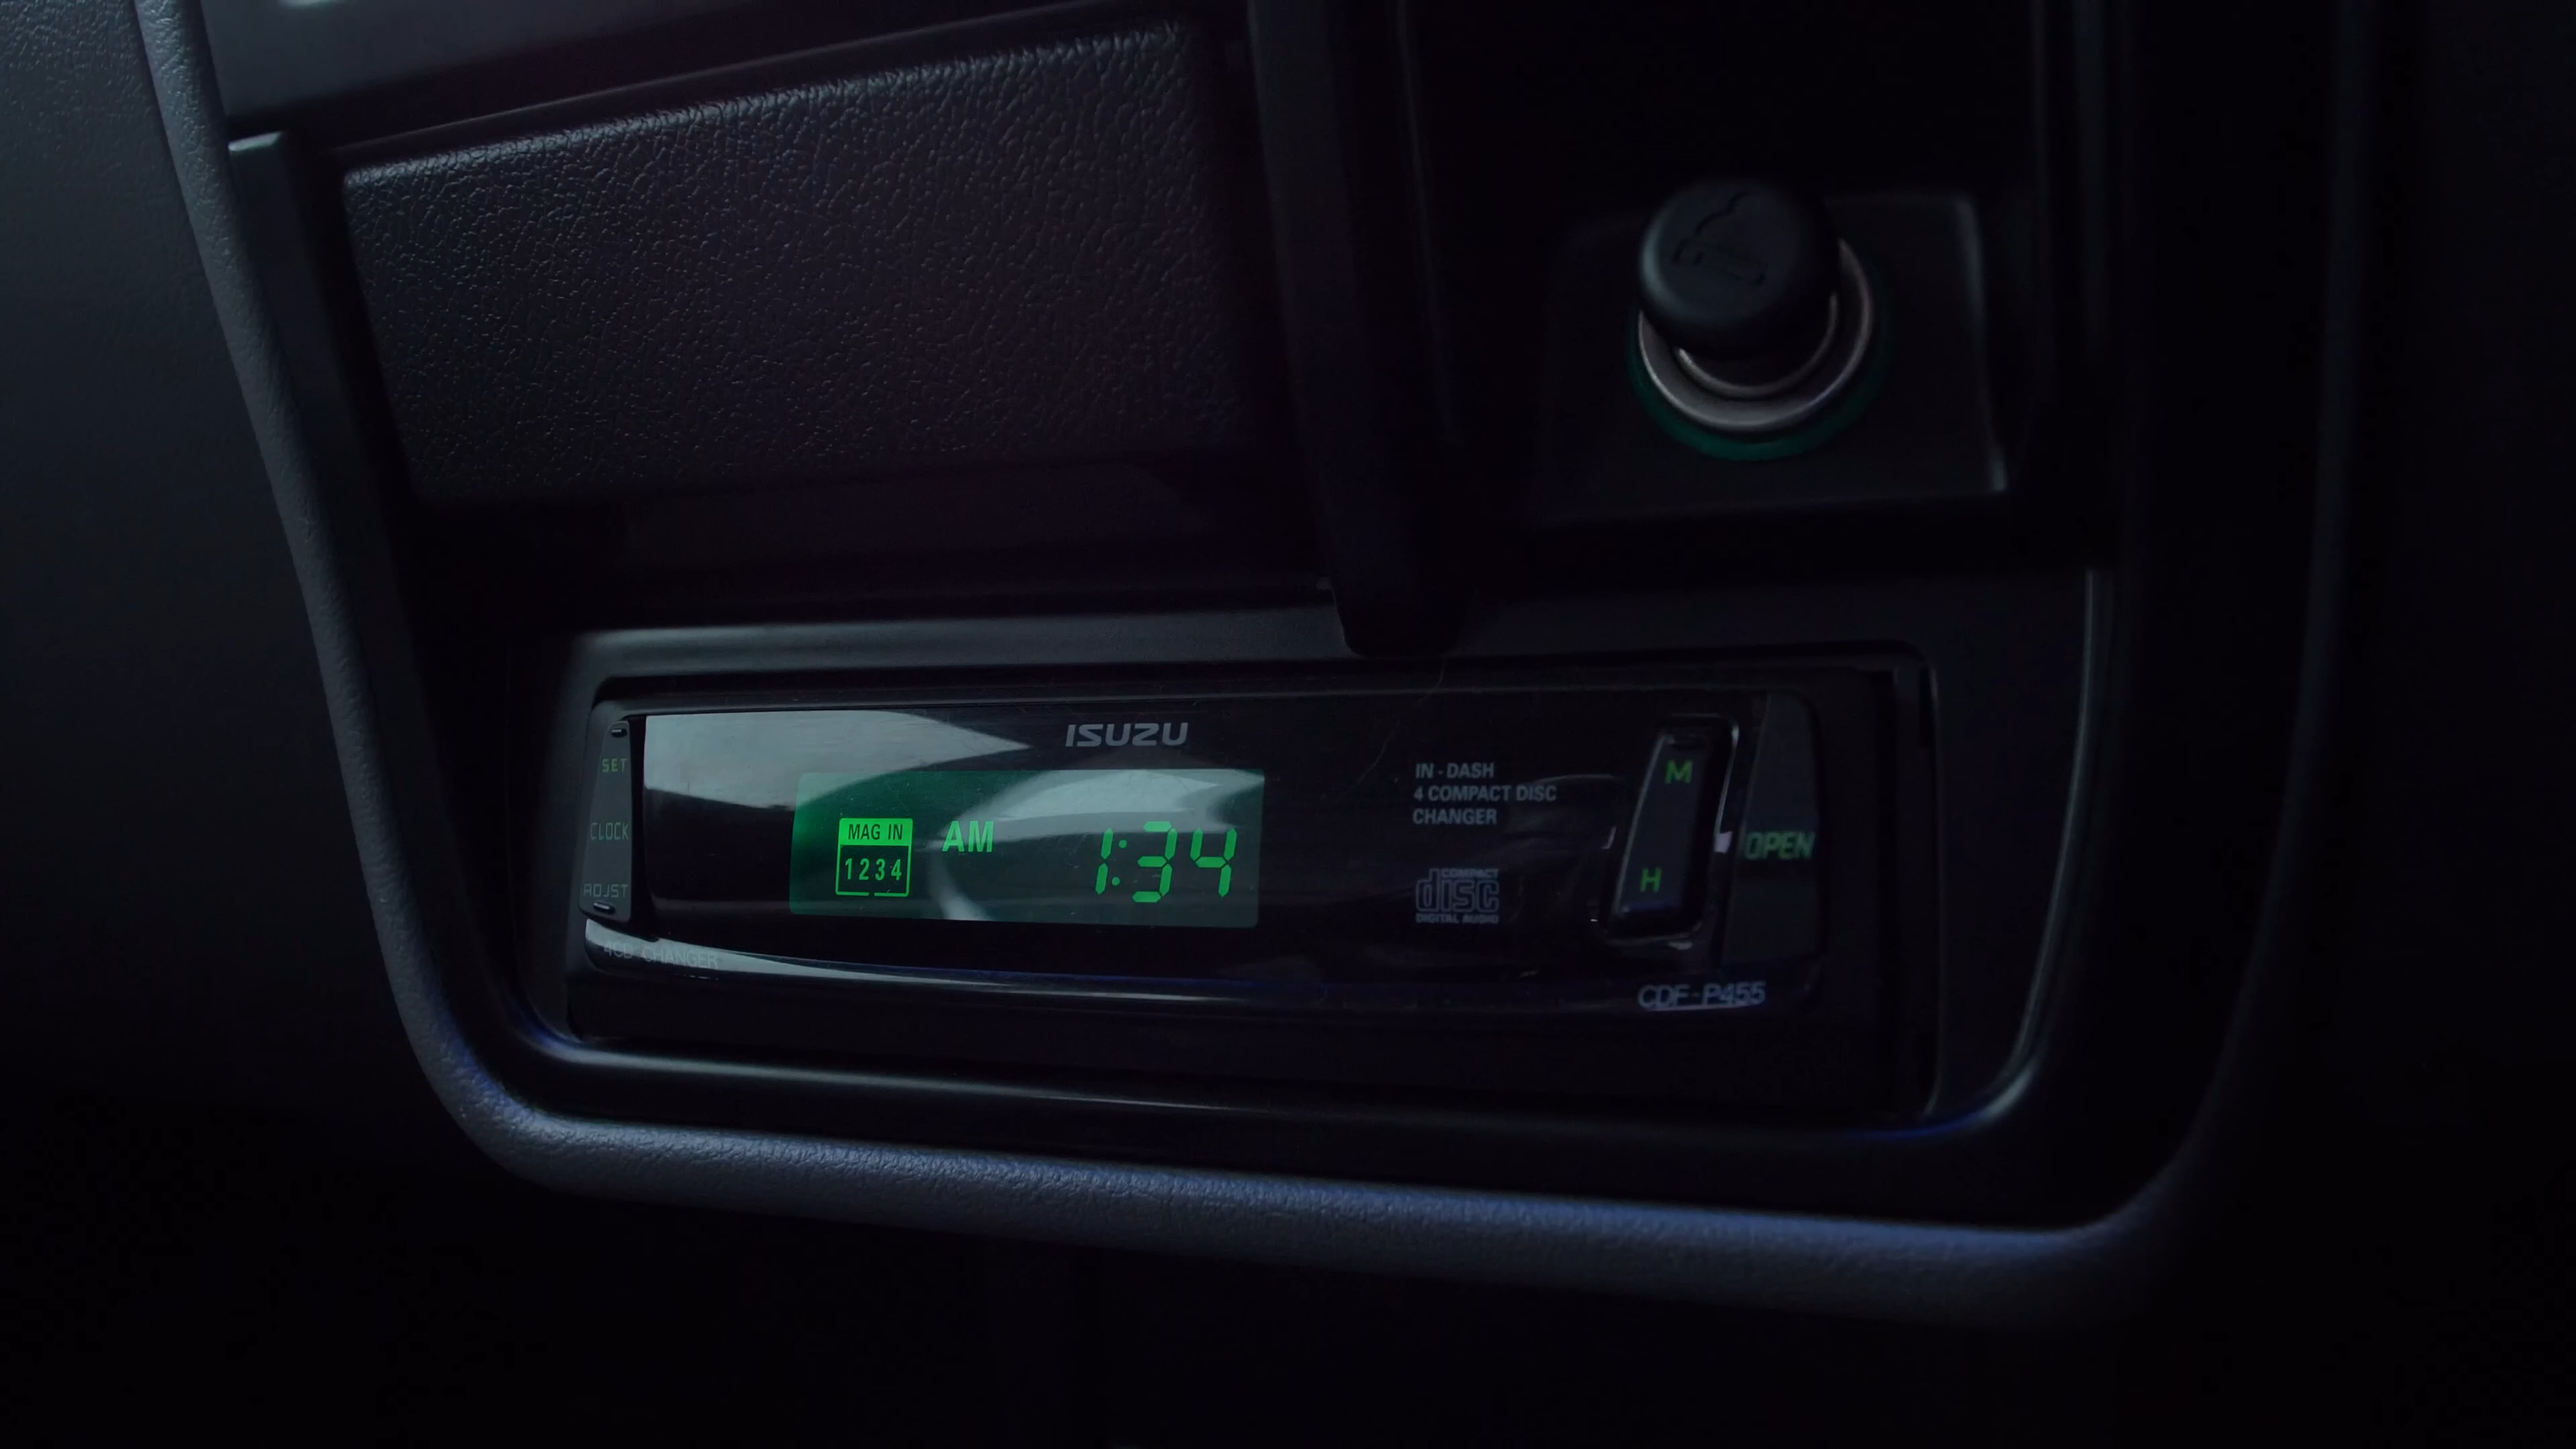 ISUZU
SET
CLOCK
ADJST
MAG IN
1234
AM
1:34
IN-DASH
4 COMPACT DISC
CHANGER
COMPACT
disc
DIGITAL AUDIO
M
H
OPEN
4CD CHANGER
CDF-P455